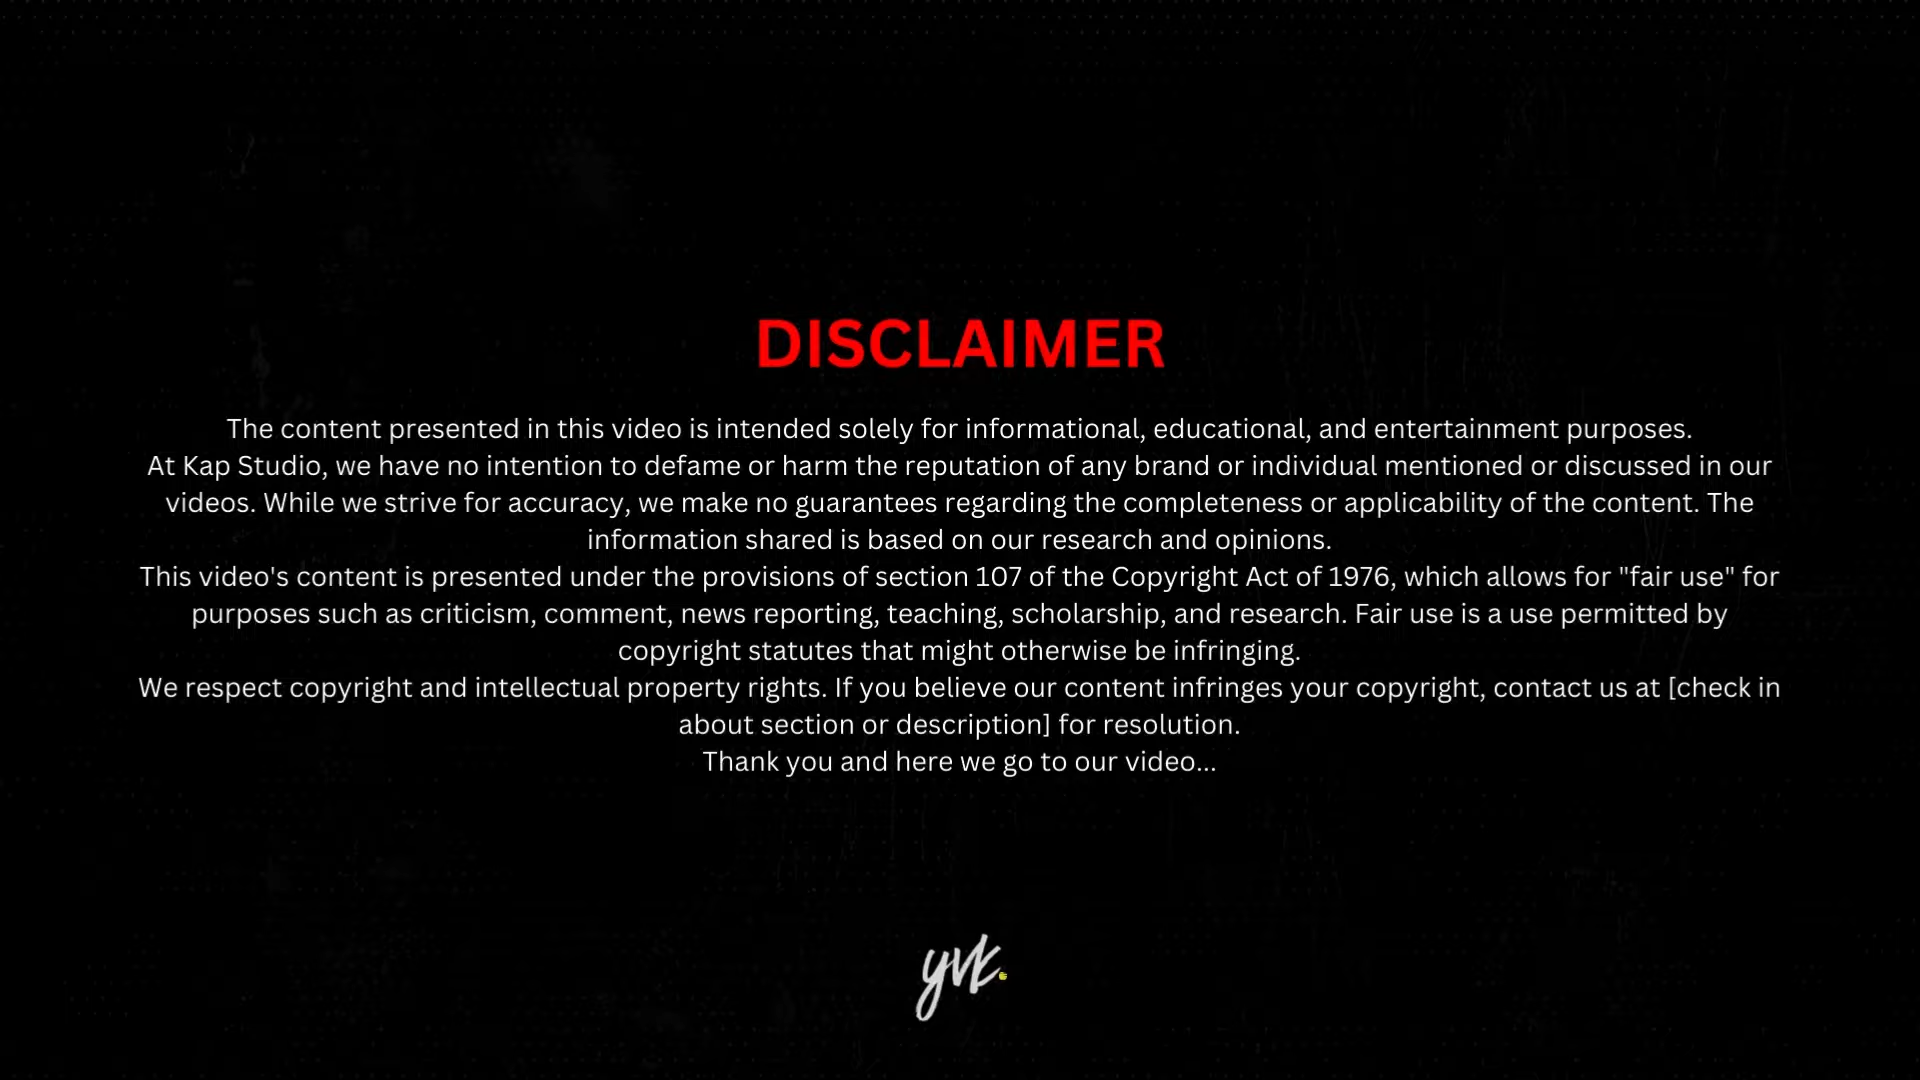 DISCLAIMER
The content presented in this video is intended solely for informational, educational, and entertainment purposes.
At Kap Studio, we have no intention to defame or harm the reputation of any brand or individual mentioned or discussed in our
videos. While we strive for accuracy, we make no guarantees regarding the completeness or applicability of the content. The
information shared is based on our research and opinions.
This video's content is presented under the provisions of section 107 of the Copyright Act of 1976, which allows for "fair use" for
purposes such as criticism, comment, news reporting, teaching, scholarship, and research. Fair use is a use permitted by
copyright statutes that might otherwise be infringing.
We respect copyright and intellectual property rights. If you believe our content infringes your copyright, contact us at [check in
about section or description] for resolution.
Thank you and here we go to our video...
yvk.